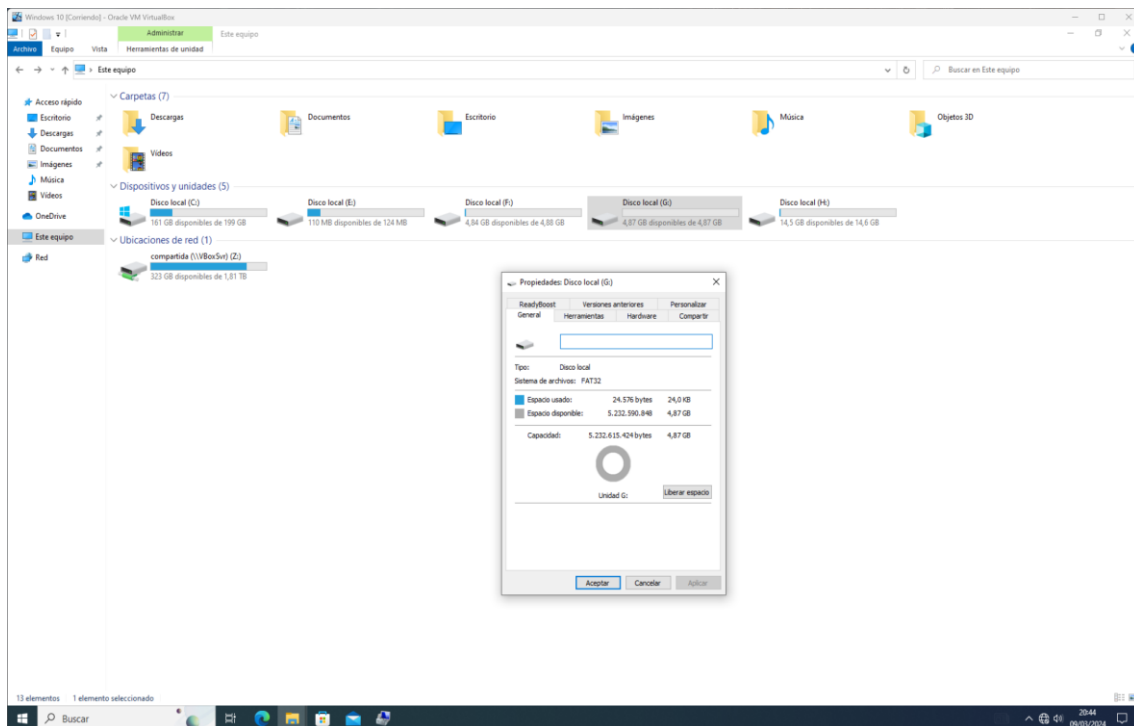 Windows 10 [Corriendo] - Oracle VM VirtualBox
Administrar
Este equipo
Archivo Equipo Vista Herramientas de unidad
Este equipo
Buscar en Este equipo
Acceso rápido
Escritorio
Descargas
Documentos
Imágenes
Música
Vídeos
OneDrive
Este equipo
Red
Carpetas (7)
Descargas
Documentos
Escritorio
Imágenes
Música
Objetos 3D
Vídeos
Dispositivos y unidades (5)
Disco local (C:)
161 GB disponibles de 199 GB
Disco local (E:)
110 MB disponibles de 124 MB
Disco local (F:)
4,84 GB disponibles de 4,88 GB
Disco local (G:)
4,87 GB disponibles de 4,87 GB
Disco local (H:)
14,5 GB disponibles de 14,6 GB
Ubicaciones de red (1)
compartida (\\VBoxSvr) (Z:)
323 GB disponibles de 1,81 TB
Propiedades: Disco local (G:)
ReadyBoost Versiones anteriores Personalizar
General Herramientas Hardware Compartir
Tipo: Disco local
Sistema de archivos: FAT32
Espacio usado: 24.576 bytes 24,0 KB
Espacio disponible: 5.232.590.848 4,87 GB
Capacidad: 5.232.615.424 bytes 4,87 GB
Unidad G:
Liberar espacio
Aceptar Cancelar Aplicar
13 elementos 1 elemento seleccionado
Buscar
20:44
09/03/2024